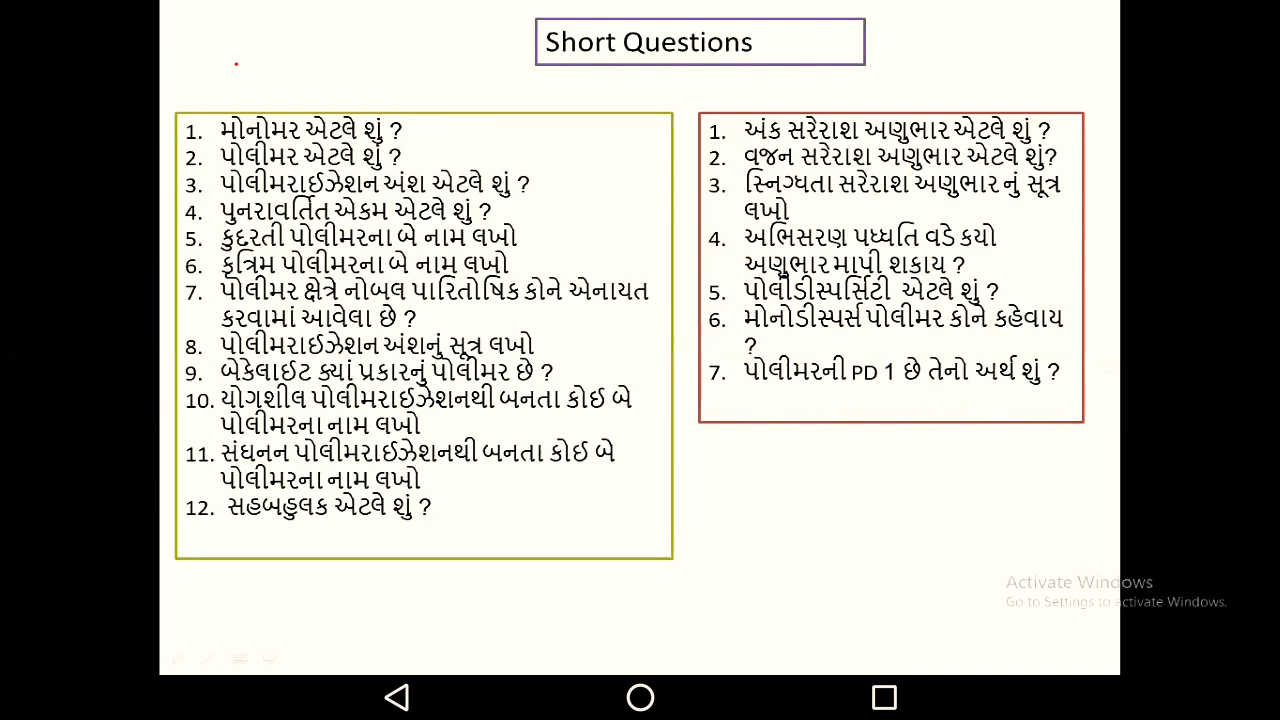 Short Questions
1. મોનોમર એટલે શું ?
2. પોલીમર એટલે શું ?
3. પોલીમરાઈઝેશન અંશ એટલે શું ?
4. પુનરાવર્તિત એકમ એટલે શું ?
5. કુદરતી પોલીમરના બે નામ લખો
6. કૃત્રિમ પોલીમરના બે નામ લખો
7. પોલીમર ક્ષેત્રે નોબલ પારિતોષિક કોને એનાયત
કરવામાં આવેલા છે ?
8. પોલીમરાઈઝેશન અંશનું સૂત્ર લખો
9. બેકેલાઈટ ક્યાં પ્રકારનું પોલીમર છે ?
10. યોગશીલ પોલીમરાઈઝેશનથી બનતા કોઈ બે
પોલીમરના નામ લખો
11. સંઘનન પોલીમરાઈઝેશનથી બનતા કોઈ બે
પોલીમરના નામ લખો
12. સહબહુલક એટલે શું ?
1. અંક સરેરાશ અણુભાર એટલે શું ?
2. વજન સરેરાશ અણુભાર એટલે શું?
3. સ્નિગ્ધતા સરેરાશ અણુભાર નું સૂત્ર
લખો
4. અભિસરણ પધ્ધતિ વડે કયો
અણુભાર માપી શકાય ?
5. પોલીડીસ્પર્સિટી એટલે શું ?
6. મોનોડીસ્પર્સ પોલીમર કોને કહેવાય
?
7. પોલીમરની PD 1 છે તેનો અર્થ શું ?
Activate Windows
Go to Settings to activate Windows.